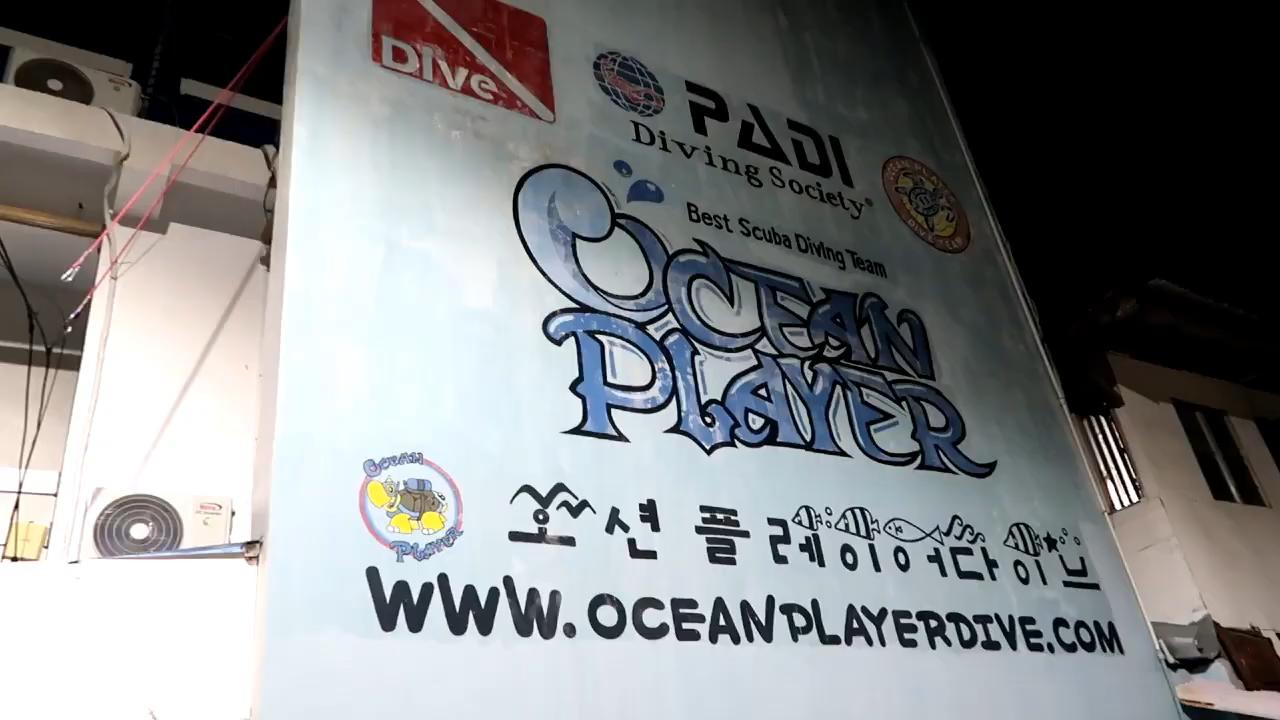 Dive
PADI
Diving Society®
Best Scuba Diving Team
OCEAN
PLAYER
OCEAN
PLAYER
오션 플레이어다이브
WWW.OCEANPLAYERDIVE.COM